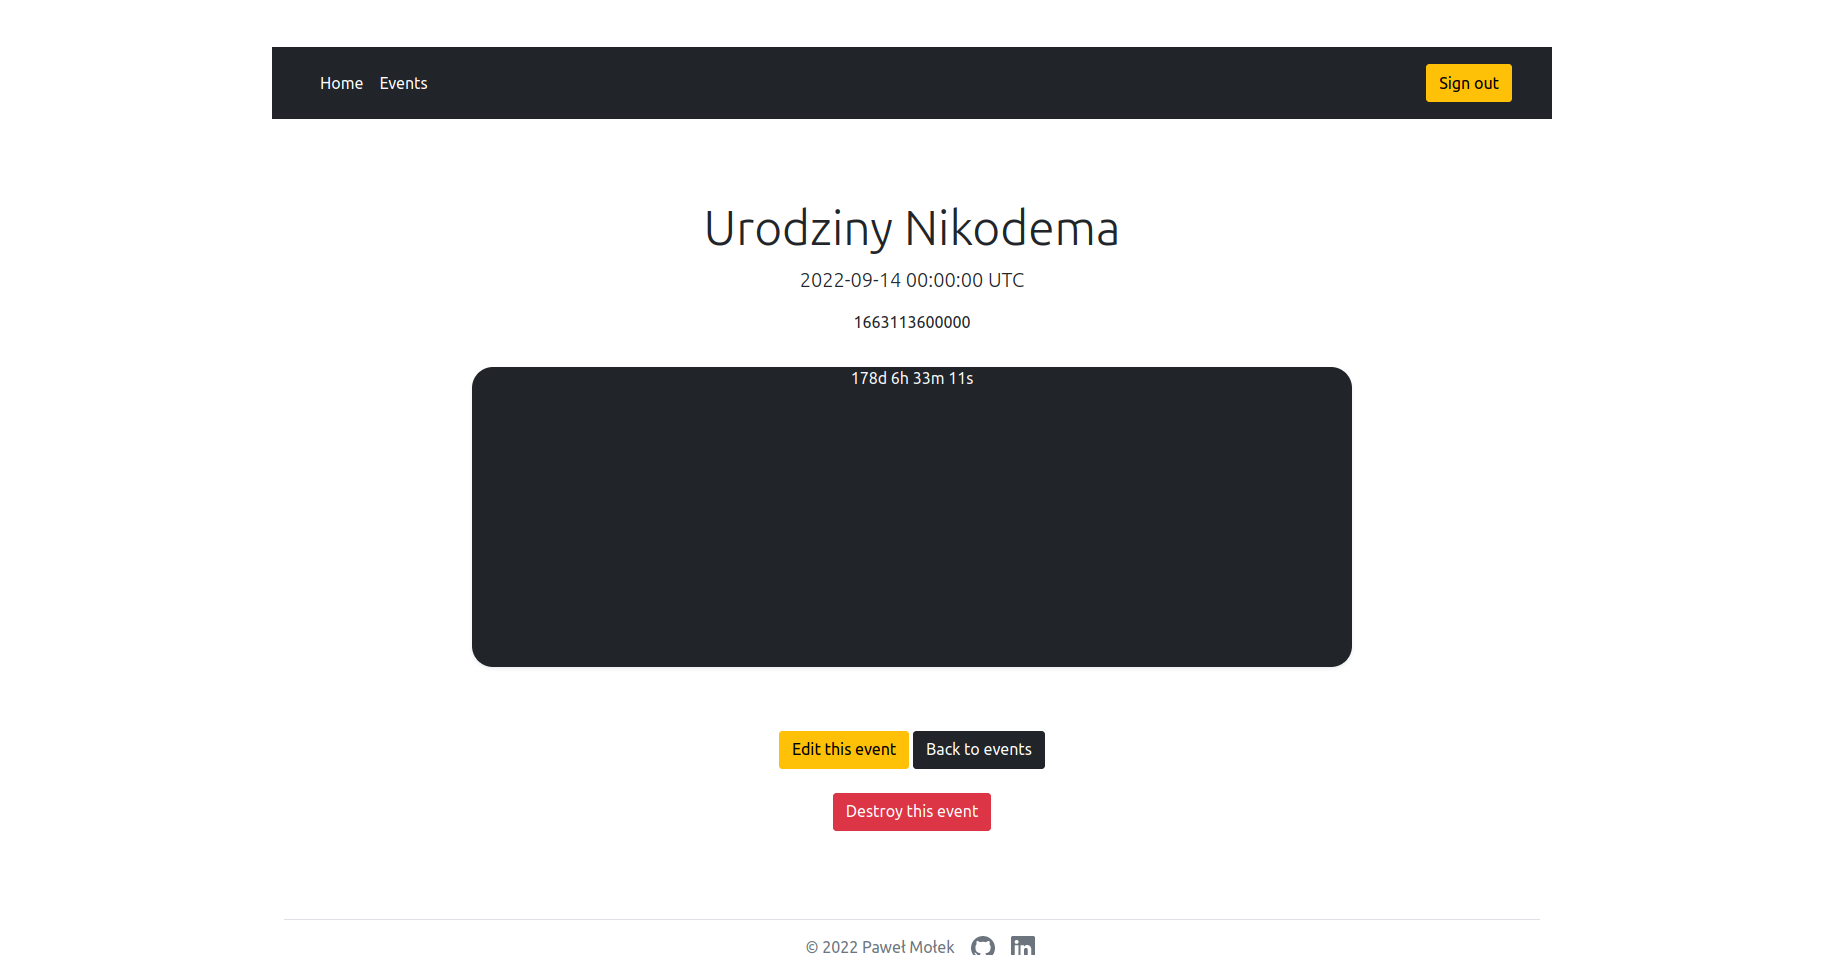 Home Events Sign out
Urodziny Nikodema
2022-09-14 00:00:00 UTC
1663113600000
178d 6h 33m 11s
Edit this event Back to events
Destroy this event
© 2022 Paweł Mołek in